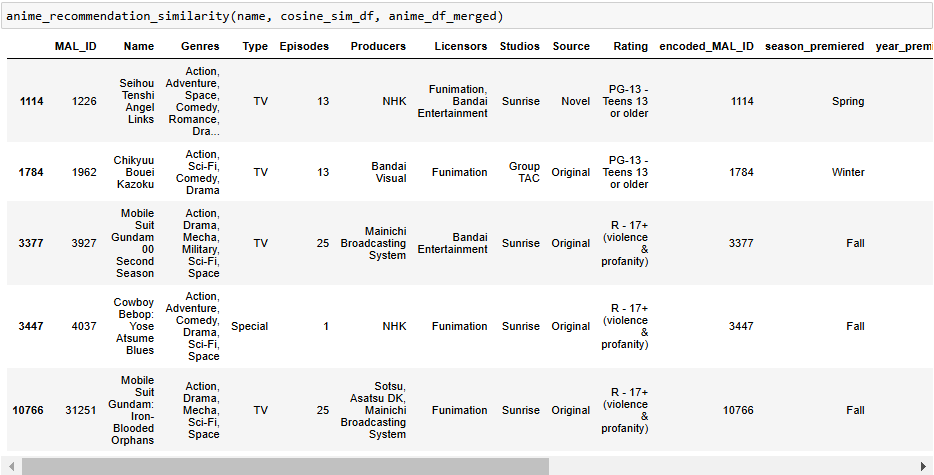 anime_recommendation_similarity(name, cosine_sim_df, anime_df_merged)
MAL_ID Name Genres Type Episodes Producers Licensors Studios Source Rating encoded_MAL_ID season_premiered year_premi
1114 1226 Seihou Tenshi Angel Links Action, Adventure, Space, Comedy, Romance, Dra... TV 13 NHK Funimation, Bandai Entertainment Sunrise Novel PG-13 - Teens 13 or older 1114 Spring
1784 1962 Chikyuu Bouei Kazoku Action, Sci-Fi, Comedy, Drama TV 13 Bandai Visual Funimation Group TAC Original PG-13 - Teens 13 or older 1784 Winter
3377 3927 Mobile Suit Gundam 00 Second Season Action, Drama, Mecha, Military, Sci-Fi, Space TV 25 Mainichi Broadcasting System Bandai Entertainment Sunrise Original R - 17+ (violence & profanity) 3377 Fall
3447 4037 Cowboy Bebop: Yose Atsume Blues Action, Adventure, Comedy, Drama, Sci-Fi, Space Special 1 NHK Funimation Sunrise Original R - 17+ (violence & profanity) 3447 Fall
10766 31251 Mobile Suit Gundam: Iron-Blooded Orphans Action, Drama, Mecha, Sci-Fi, Space TV 25 Sotsu, Asatsu DK, Mainichi Broadcasting System Funimation Sunrise Original R - 17+ (violence & profanity) 10766 Fall